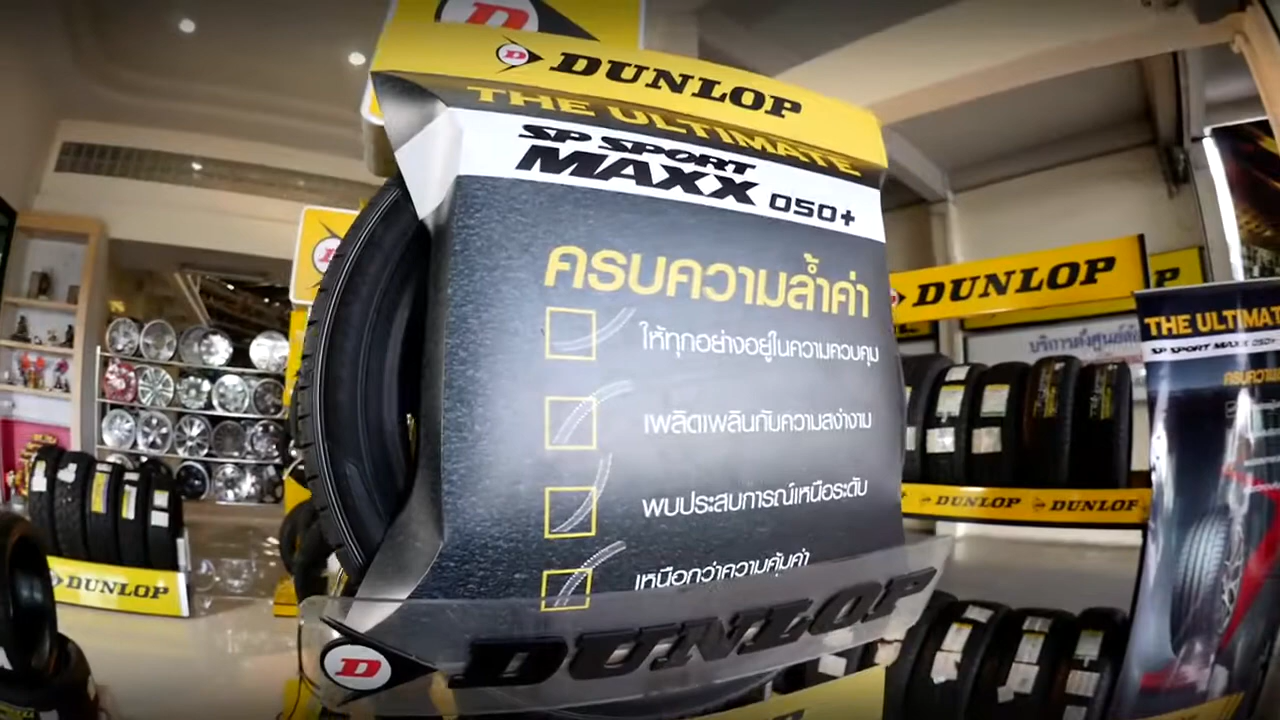 D
D DUNLOP
THE ULTIMATE
SP SPORT
MAXX 050+
ครบความล้ำค่า
ให้ทุกอย่างอยู่ในความควบคุม
เพลิดเพลินกับความสง่างาม
พบประสบการณ์เหนือระดับ
เหนือกว่าความคุ้มค่า
D DUNLOP
DUNLOP
DUNLOP DUNLOP
THE ULTIMAT
SP SPORT MAXX 050+
DUNLOP